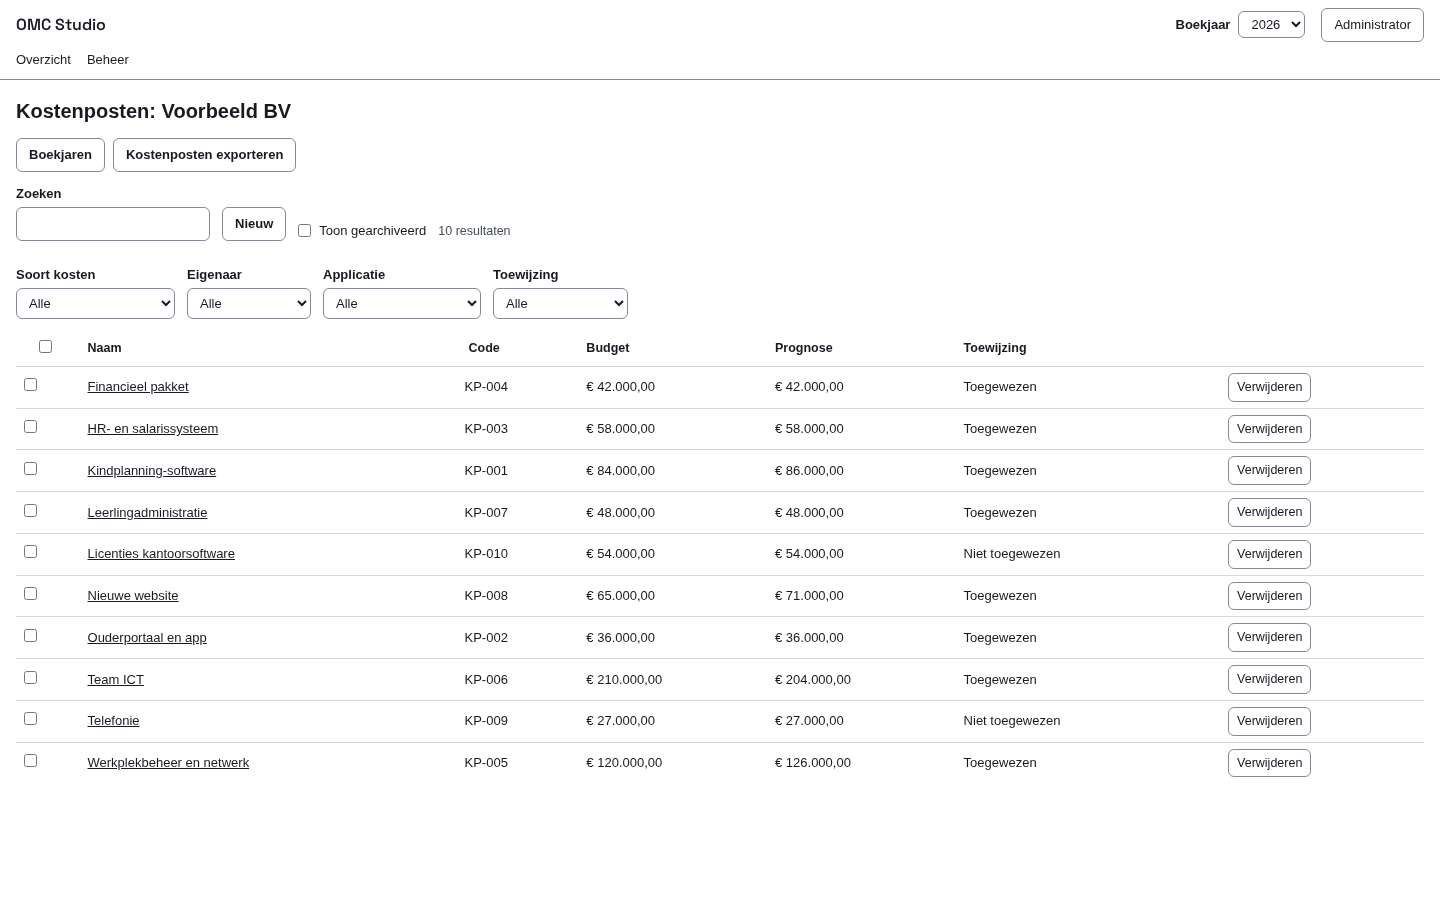 OMC Studio
Boekjaar 2026 Administrator
Overzicht Beheer
Kostenposten: Voorbeeld BV
Boekjaren Kostenposten exporteren
Zoeken
Nieuw Toon gearchiveerd 10 resultaten
Soort kosten Eigenaar Applicatie Toewijzing
Alle Alle Alle Alle
Naam Code Budget Prognose Toewijzing
Financieel pakket KP-004 € 42.000,00 € 42.000,00 Toegewezen Verwijderen
HR- en salarissysteem KP-003 € 58.000,00 € 58.000,00 Toegewezen Verwijderen
Kindplanning-software KP-001 € 84.000,00 € 86.000,00 Toegewezen Verwijderen
Leerlingadministratie KP-007 € 48.000,00 € 48.000,00 Toegewezen Verwijderen
Licenties kantoorsoftware KP-010 € 54.000,00 € 54.000,00 Niet toegewezen Verwijderen
Nieuwe website KP-008 € 65.000,00 € 71.000,00 Toegewezen Verwijderen
Ouderportaal en app KP-002 € 36.000,00 € 36.000,00 Toegewezen Verwijderen
Team ICT KP-006 € 210.000,00 € 204.000,00 Toegewezen Verwijderen
Telefonie KP-009 € 27.000,00 € 27.000,00 Niet toegewezen Verwijderen
Werkplekbeheer en netwerk KP-005 € 120.000,00 € 126.000,00 Toegewezen Verwijderen